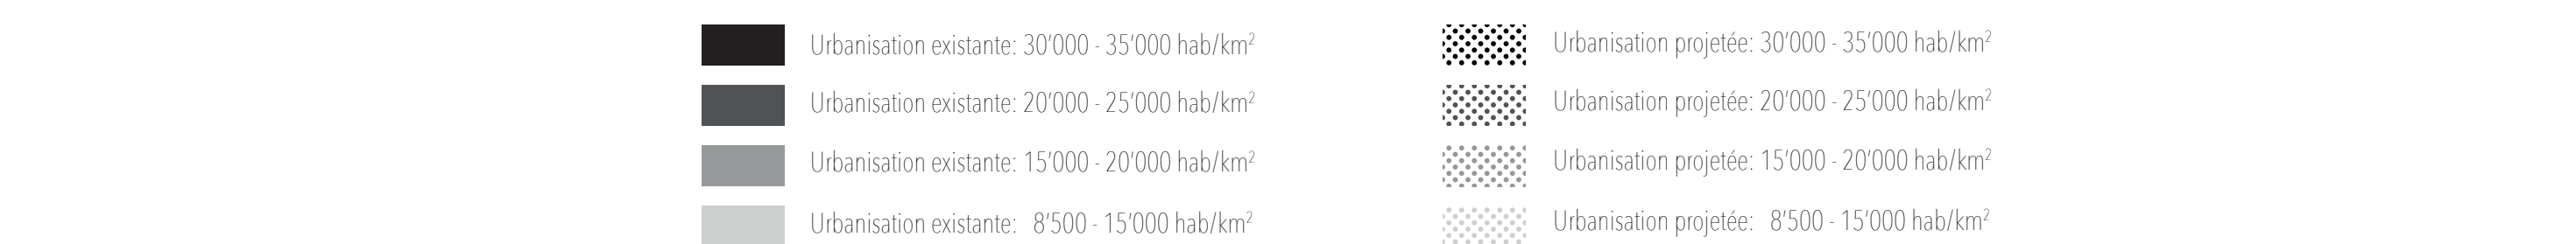 Urbanisation existante: 30'000 - 35'000 hab/km²
Urbanisation existante: 20'000 - 25'000 hab/km²
Urbanisation existante: 15'000 - 20'000 hab/km²
Urbanisation existante: 8'500 - 15'000 hab/km²
Urbanisation projetée: 30'000 - 35'000 hab/km²
Urbanisation projetée: 20'000 - 25'000 hab/km²
Urbanisation projetée: 15'000 - 20'000 hab/km²
Urbanisation projetée: 8'500 - 15'000 hab/km²